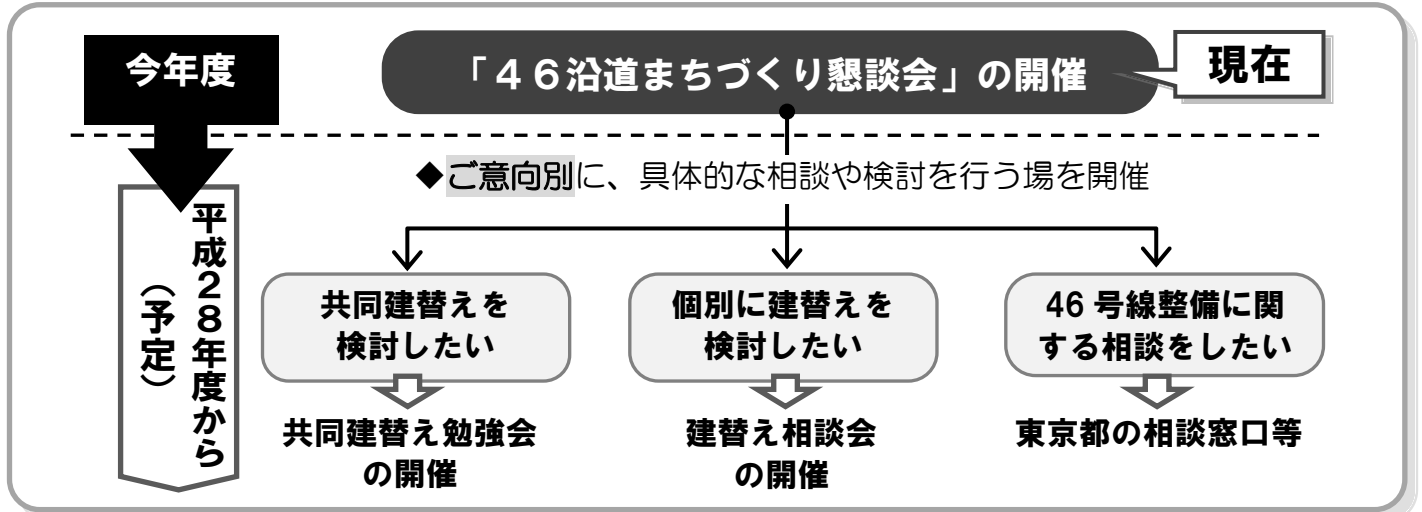 今年度
「４６沿道まちづくり懇談会」の開催
現在
◆ご意向別に、具体的な相談や検討を行う場を開催
平成２８年度から
（予定）
共同建替えを
検討したい
個別に建替えを
検討したい
46 号線整備に関
する相談をしたい
共同建替え勉強会
の開催
建替え相談会
の開催
東京都の相談窓口等